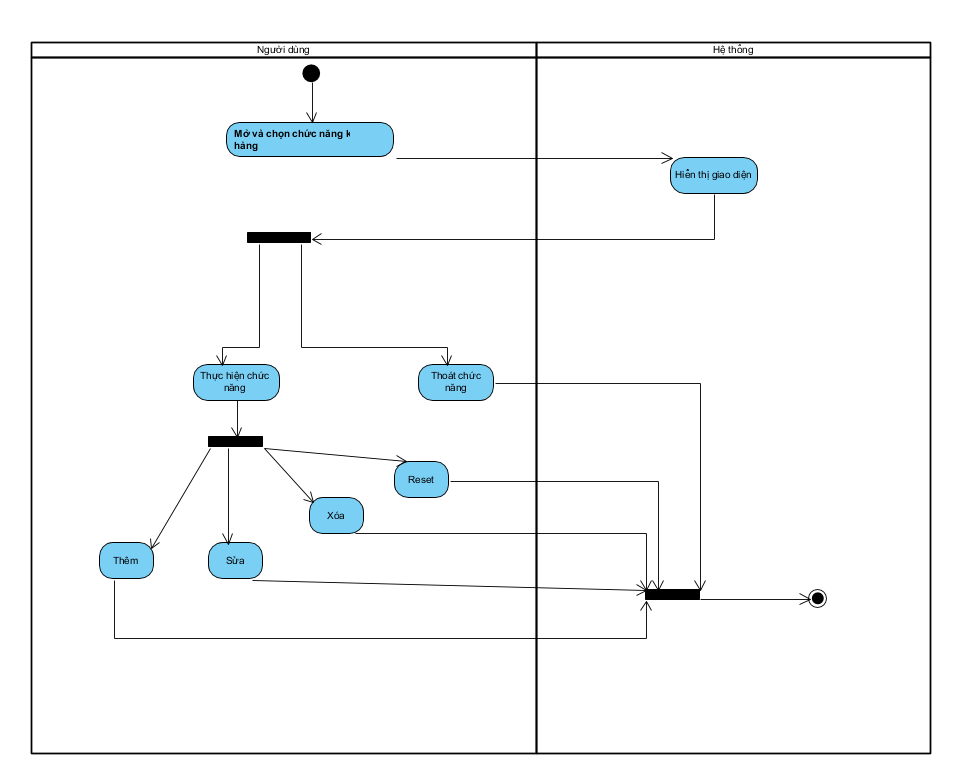 Người dùng
Hệ thống
Mở và chọn chức năng k
hàng
Hiển thị giao diện
Thực hiện chức
năng
Thoát chức
năng
Reset
Xóa
Thêm
Sửa